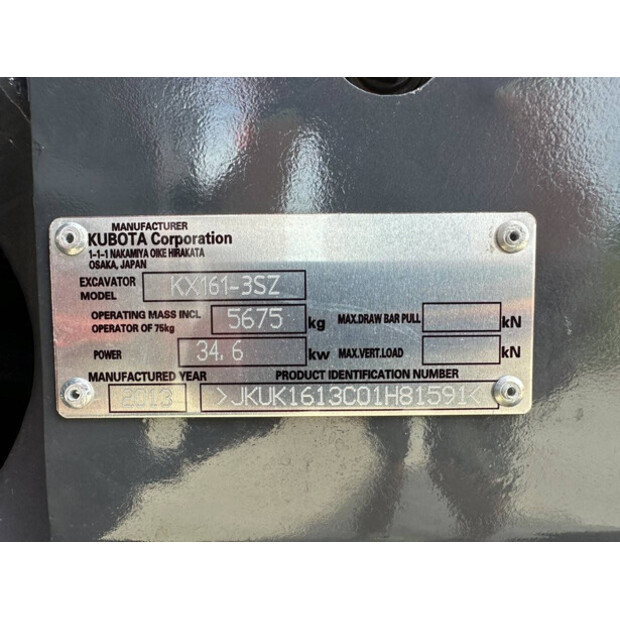 MANUFACTURER
KUBOTA Corporation
1-1-1 NAKAMIYA OIKE HIRAKATA
OSAKA, JAPAN
EXCAVATOR MODEL KX161-3SZ
OPERATING MASS INCL OPERATOR OF 75kg 5675 kg MAX.DRAW BAR PULL kN
POWER 34.6 kw MAX.VERT.LOAD kN
MANUFACTURED YEAR PRODUCT IDENTIFICATION NUMBER
2013 >JKUK1613C01H81591<